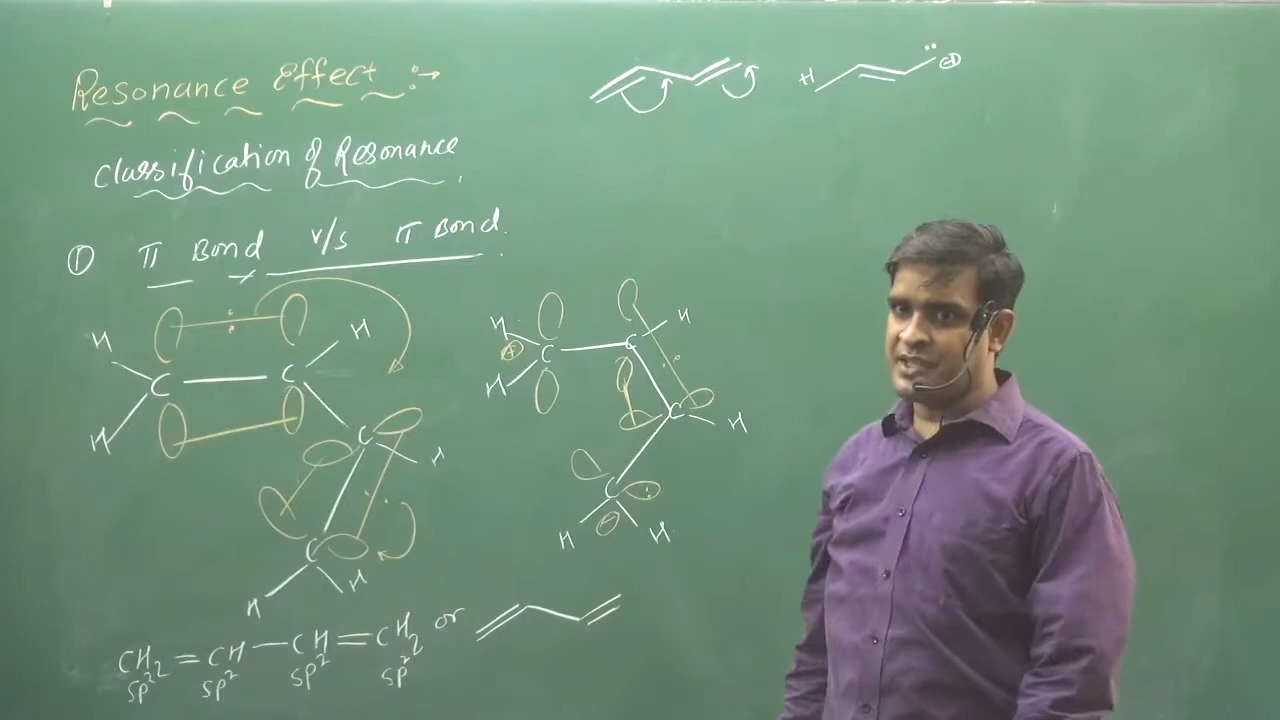 Resonance Effect :→
Classification of Resonance
① π Bond v/s π Bond.
H H
C C
H C H
C
H H
H H
⊕ C C
H C H
C
⊖
H H
CH2 = CH — CH = CH2 or
sp2 sp2 sp2 sp2
+ ⊖